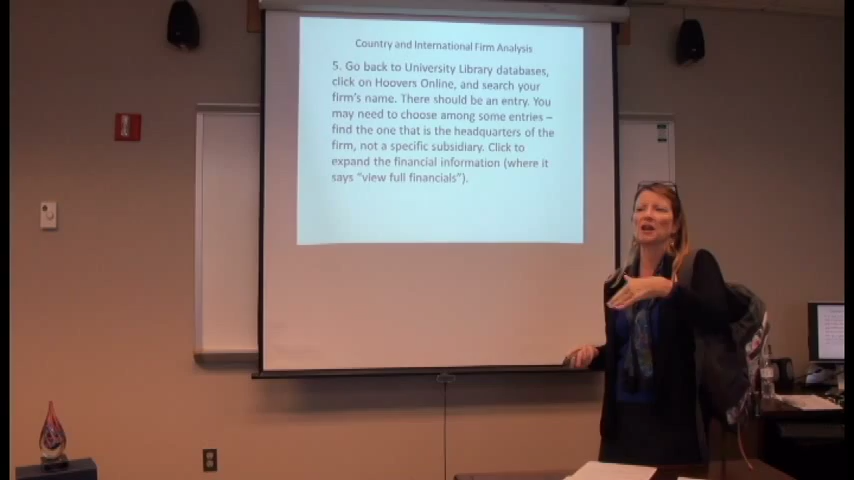 Country and International Firm Analysis
5. Go back to University Library databases,
click on Hoovers Online, and search your
firm's name. There should be an entry. You
may need to choose among some entries –
find the one that is the headquarters of the
firm, not a specific subsidiary. Click to
expand the financial information (where it
says "view full financials").